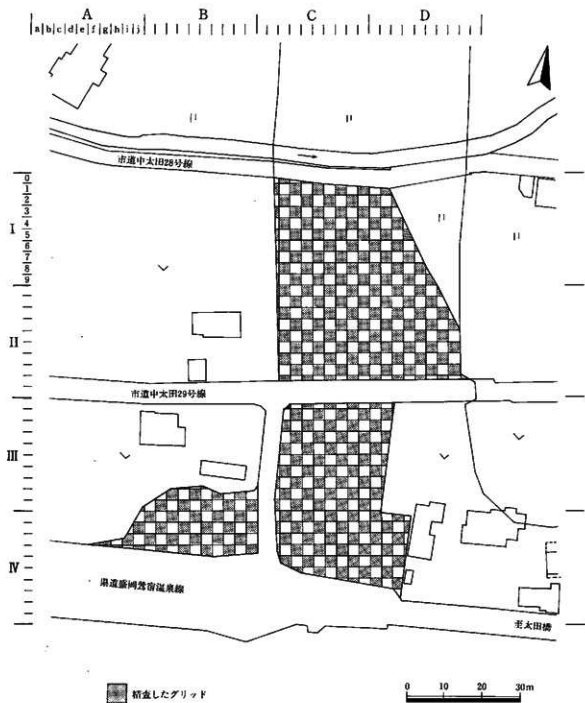 A B C D
a b c d e f g h i j
市道中太田28号線
0
1
2
3
4
5
6
7
8
9
I
II
市道中太田29号線
III
IV
県道盛岡鶯宿温泉線
至太田橋
精査したグリッド
0 10 20 30m